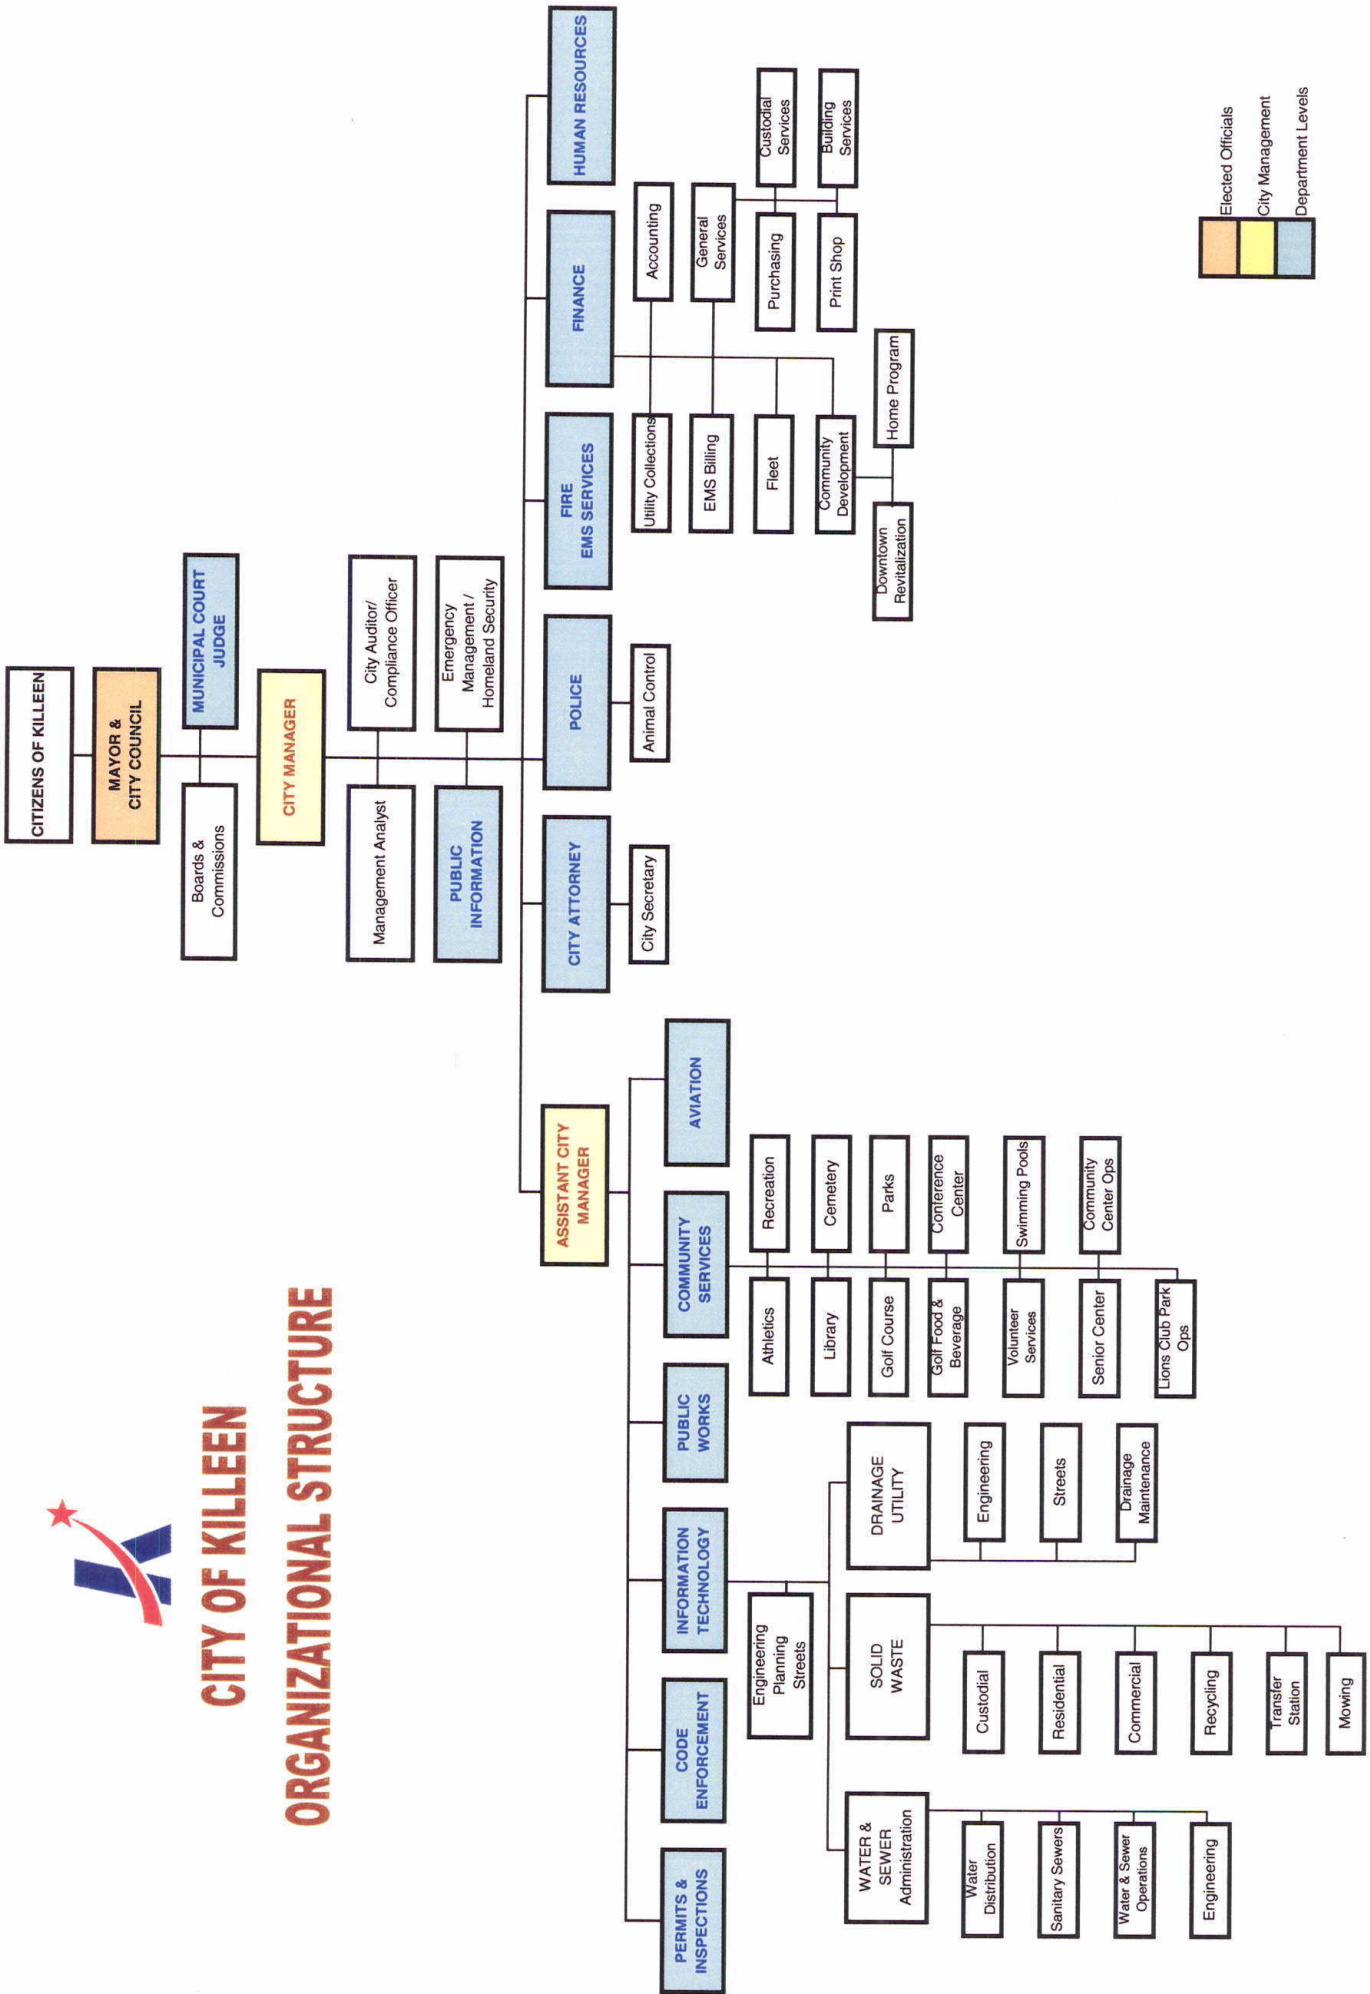 CITY OF KILLEEN
ORGANIZATIONAL STRUCTURE
CITIZENS OF KILLEEN
MAYOR &
CITY COUNCIL
Boards &
Commissions
MUNICIPAL COURT
JUDGE
CITY MANAGER
Management Analyst
City Auditor/
Compliance Officer
PUBLIC
INFORMATION
Emergency
Management /
Homeland Security
ASSISTANT CITY
MANAGER
CITY ATTORNEY
POLICE
FIRE
EMS SERVICES
FINANCE
HUMAN RESOURCES
City Secretary
Animal Control
Utility Collections
Accounting
EMS Billing
General
Services
Fleet
Purchasing
Custodial
Services
Community
Development
Print Shop
Building
Services
Downtown
Revitalization
Home Program
PERMITS &
INSPECTIONS
CODE
ENFORCEMENT
INFORMATION
TECHNOLOGY
PUBLIC
WORKS
COMMUNITY
SERVICES
AVIATION
Engineering
Planning
Streets
Athletics
Recreation
Library
Cemetery
Golf Course
Parks
Golf Food &
Beverage
Conference
Center
Volunteer
Services
Swimming Pools
Senior Center
Community
Center Ops
Lions Club Park
Ops
WATER &
SEWER
Administration
SOLID
WASTE
DRAINAGE
UTILITY
Water
Distribution
Sanitary Sewers
Water & Sewer
Operations
Engineering
Custodial
Residential
Commercial
Recycling
Transfer
Station
Mowing
Engineering
Streets
Drainage
Maintenance
Elected Officials
City Management
Department Levels